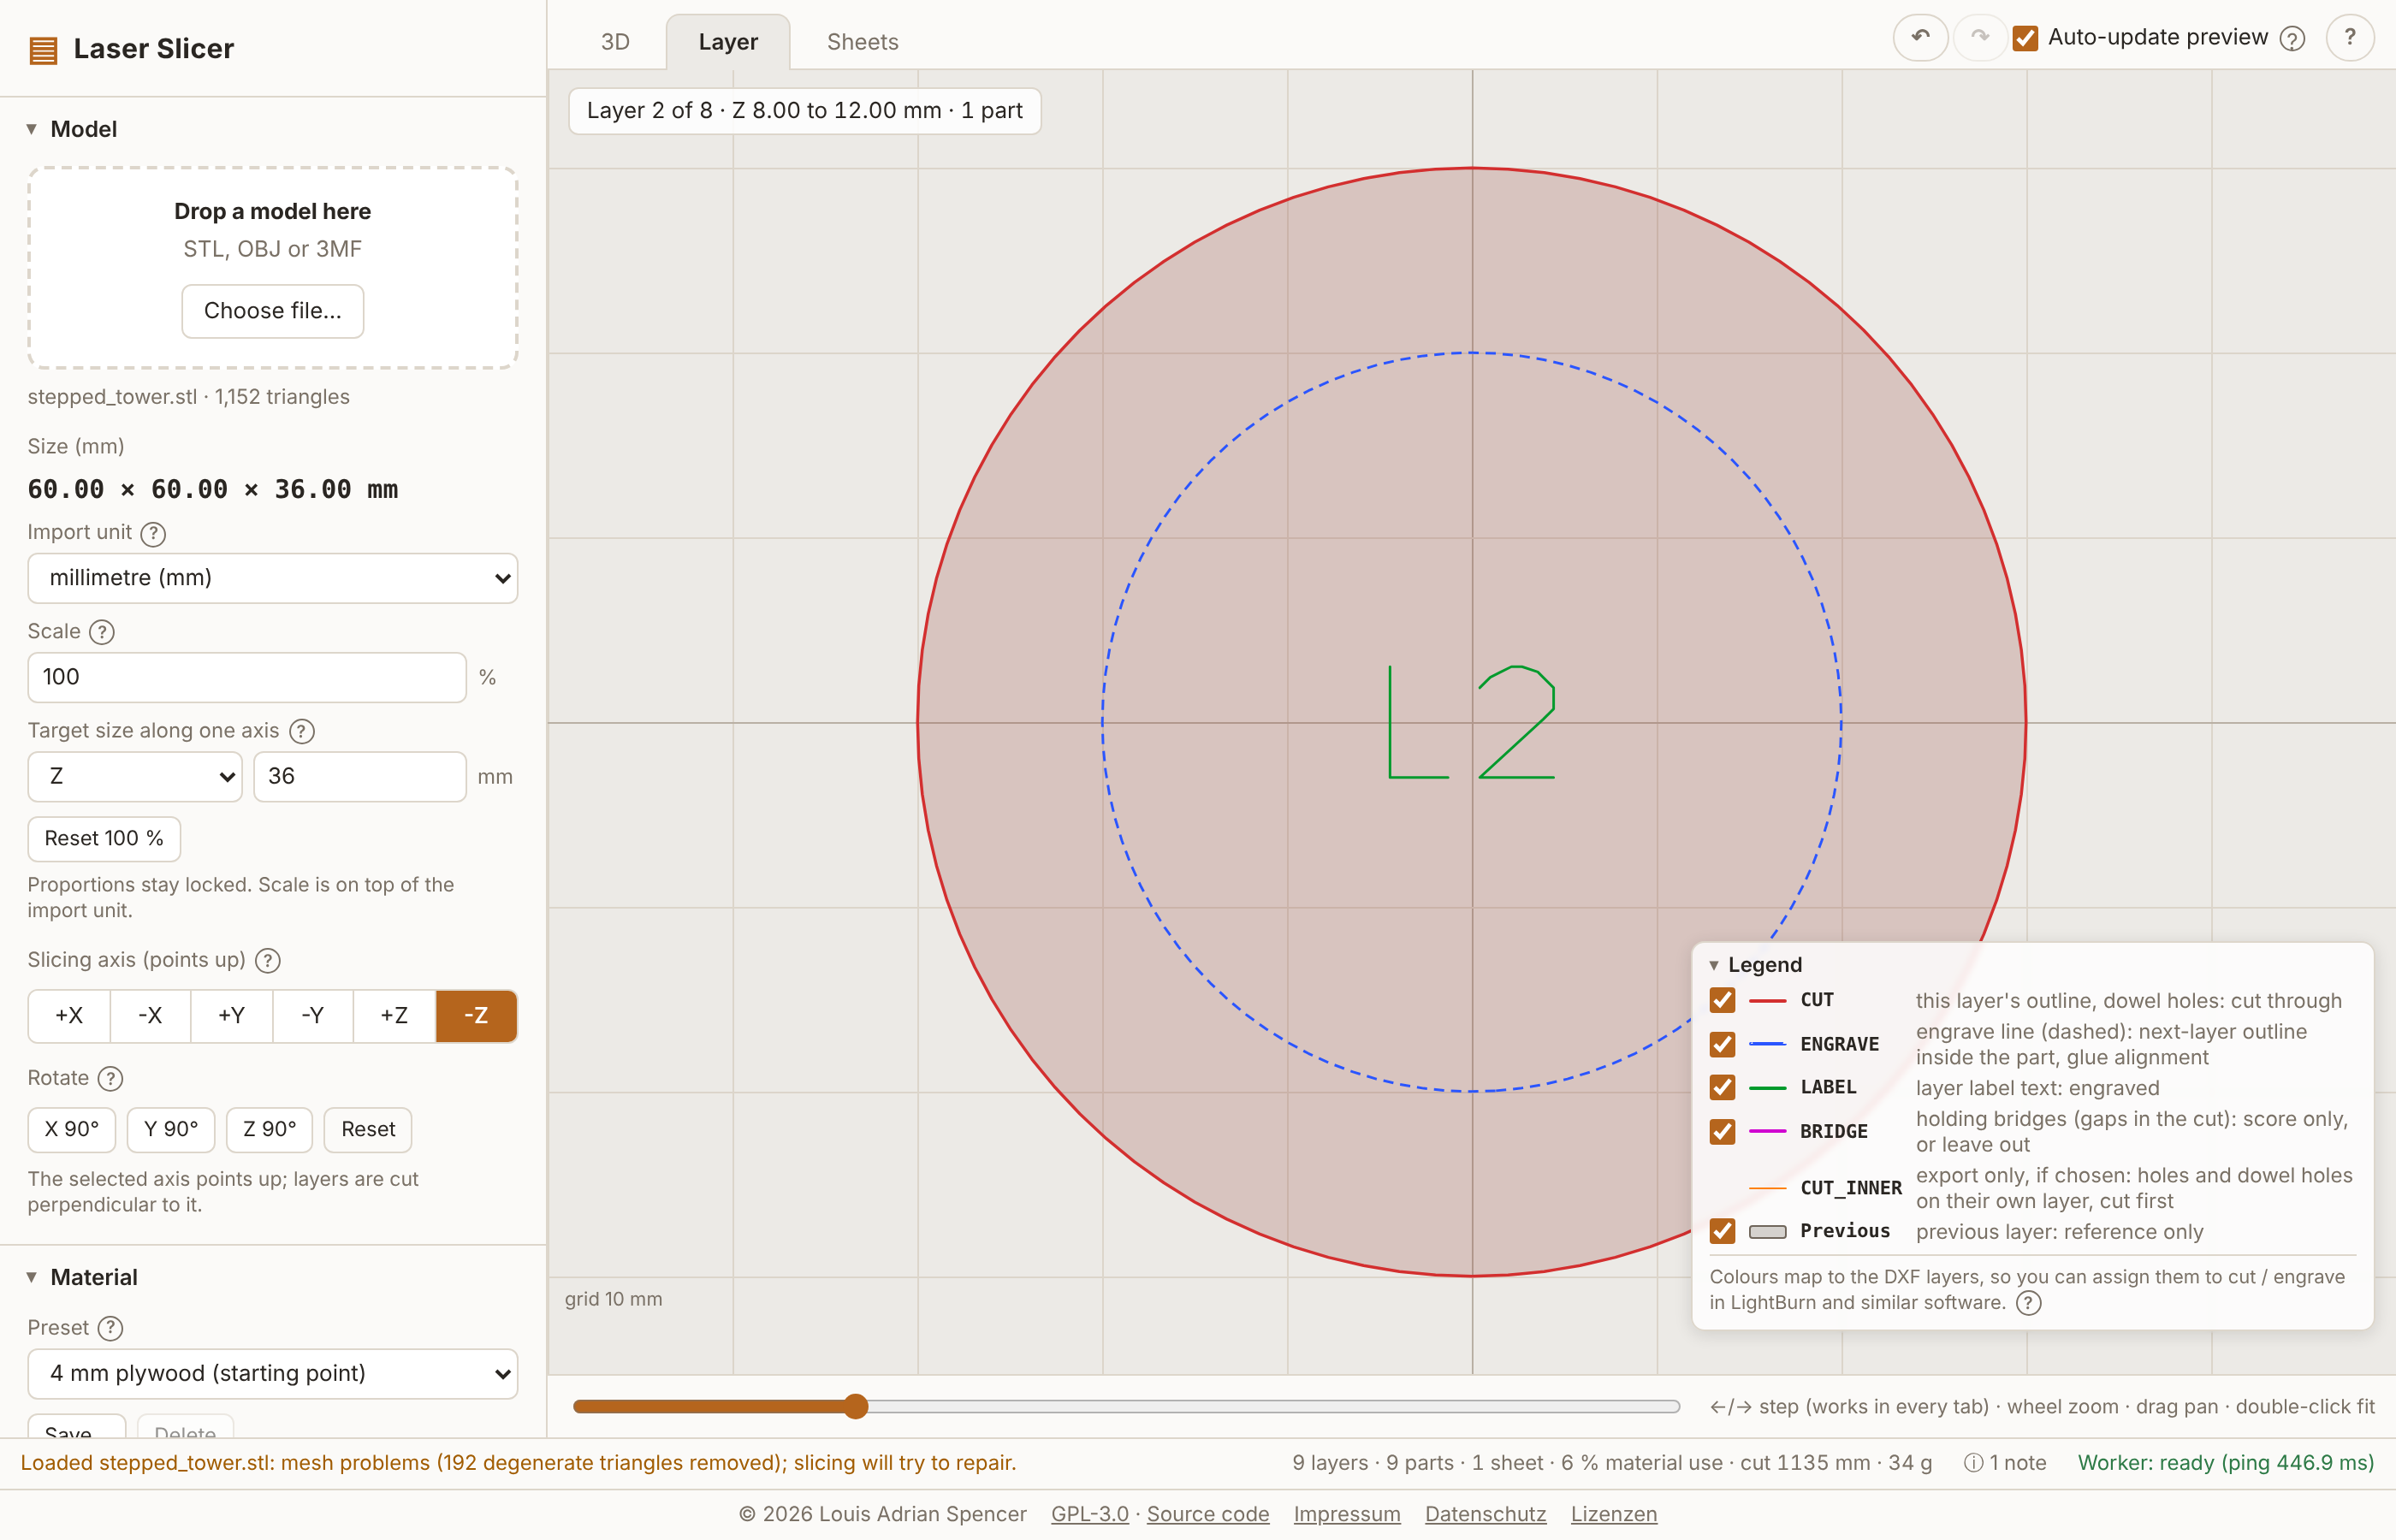 Laser Slicer
3D
Layer
Sheets
↶
↷
Auto-update preview ?
?
▼ Model
Drop a model here
STL, OBJ or 3MF
Choose file...
stepped_tower.stl · 1,152 triangles
Size (mm)
60.00 × 60.00 × 36.00 mm
Import unit ?
millimetre (mm)
Scale ?
100 %
Target size along one axis ?
Z 36 mm
Reset 100 %
Proportions stay locked. Scale is on top of the
import unit.
Slicing axis (points up) ?
+X -X +Y -Y +Z -Z
Rotate ?
X 90° Y 90° Z 90° Reset
The selected axis points up; layers are cut
perpendicular to it.
▼ Material
Preset ?
4 mm plywood (starting point)
Save... Delete
Layer 2 of 8 · Z 8.00 to 12.00 mm · 1 part
L2
grid 10 mm
▼ Legend
CUT this layer's outline, dowel holes: cut through
ENGRAVE engrave line (dashed): next-layer outline
inside the part, glue alignment
LABEL layer label text: engraved
BRIDGE holding bridges (gaps in the cut): score only,
or leave out
CUT_INNER export only, if chosen: holes and dowel holes
on their own layer, cut first
Previous previous layer: reference only
Colours map to the DXF layers, so you can assign them to cut / engrave
in LightBurn and similar software. ?
←/→ step (works in every tab) · wheel zoom · drag pan · double-click fit
Loaded stepped_tower.stl: mesh problems (192 degenerate triangles removed); slicing will try to repair.
9 layers · 9 parts · 1 sheet · 6 % material use · cut 1135 mm · 34 g
ⓘ 1 note
Worker: ready (ping 446.9 ms)
© 2026 Louis Adrian Spencer GPL-3.0 · Source code Impressum Datenschutz Lizenzen